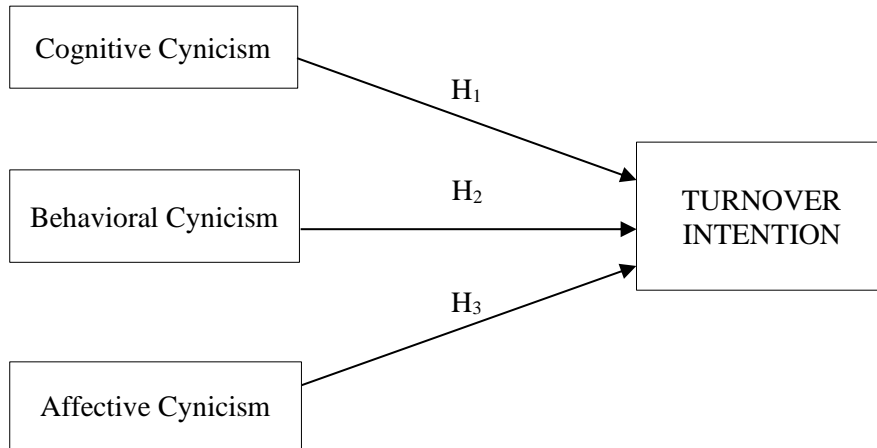 Cognitive Cynicism
H₁
Behavioral Cynicism
H₂
TURNOVER
INTENTION
H₃
Affective Cynicism